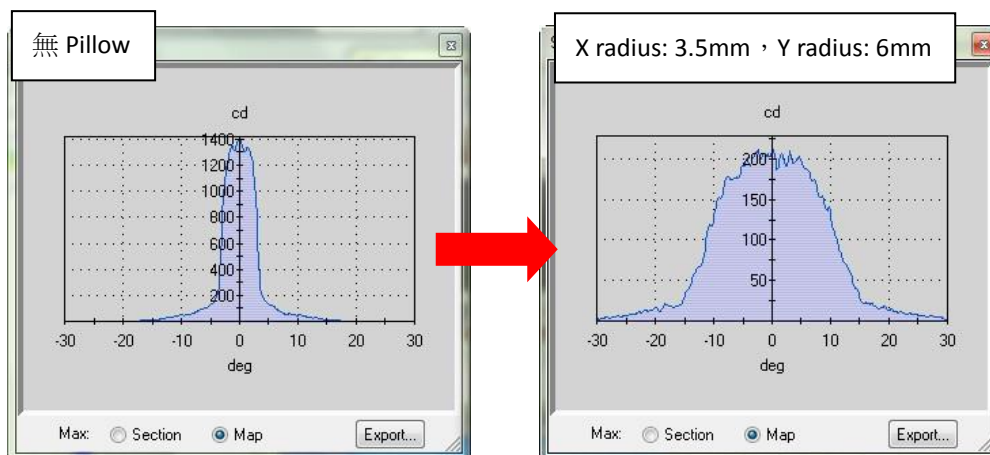 無 Pillow
cd
1400
1200
1000
800
600
400
200
-30 -20 -10 0 10 20 30
deg
Max: Section Map Export...
X radius: 3.5mm，Y radius: 6mm
cd
200
150
100
50
-30 -20 -10 0 10 20 30
deg
Max: Section Map Export...